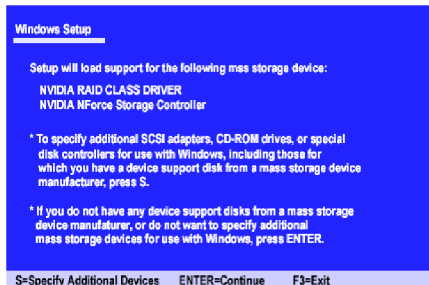 Windows Setup
Setup will load support for the following mss storage device:
NVIDIA RAID CLASS DRIVER
NVIDIA NForce Storage Controller
* To specify additional SCSI adapters, CD-ROM drives, or special
disk controllers for use with Windows, including those for
which you have a device support disk from a mass storage device
manufacturer, press S.
* If you do not have any device support disks from a mass storage
device manufaturer, or do not want to specify additional
mass storage devices for use with Windows, press ENTER.
S=Specify Additional Devices ENTER=Continue F3=Exit